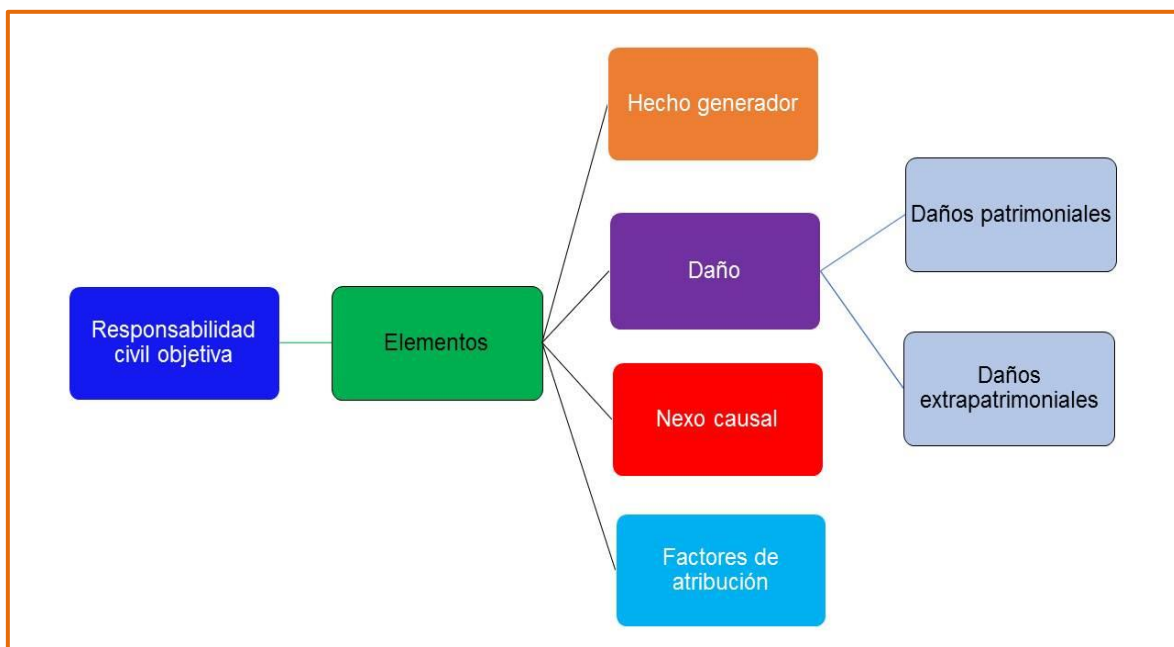 Responsabilidad
civil objetiva
Elementos
Hecho generador
Daño
Nexo causal
Factores de
atribución
Daños patrimoniales
Daños
extrapatrimoniales